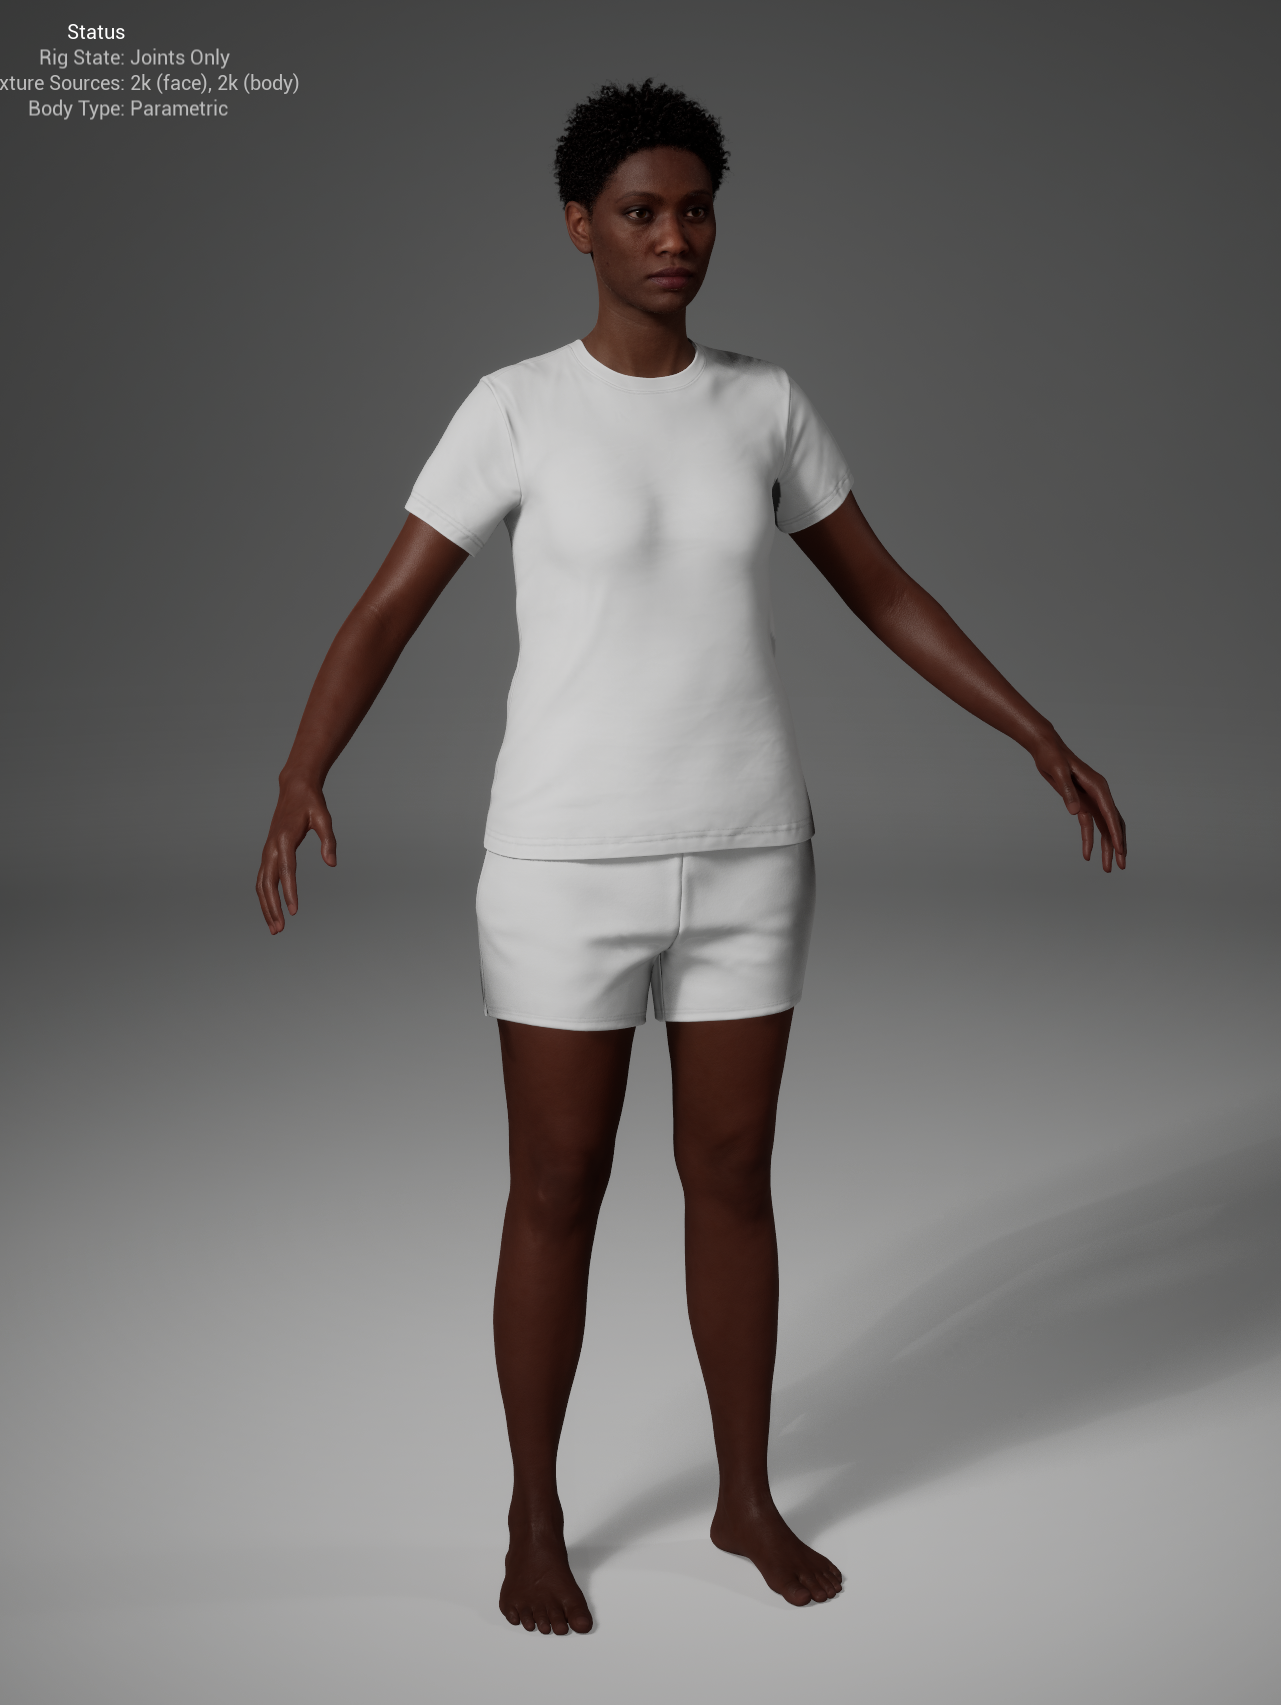 Status
Rig State: Joints Only
xture Sources: 2k (face), 2k (body)
Body Type: Parametric